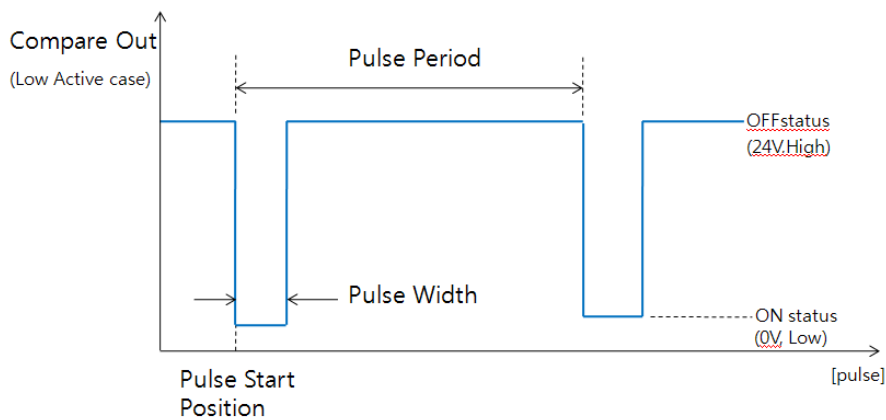 Compare Out
(Low Active case)
Pulse Period
OFFstatus
(24V.High)
Pulse Width
ON status
(0V, Low)
[pulse]
Pulse Start
Position